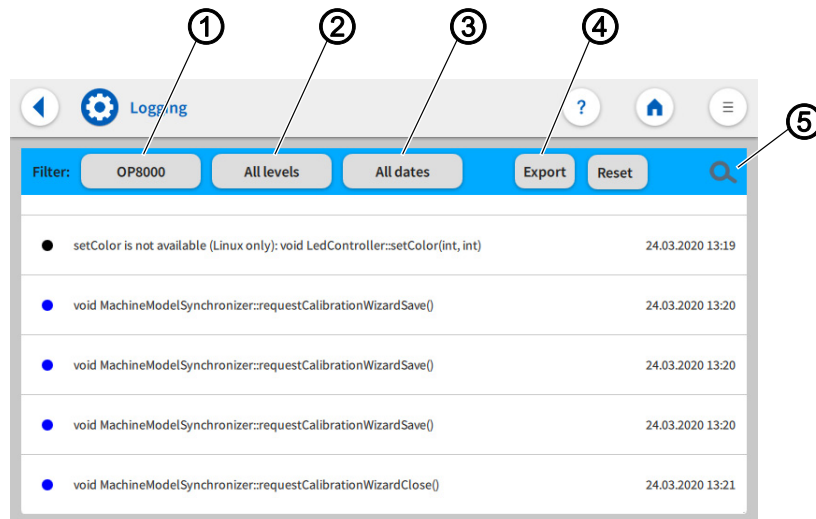 1 2 3 4
Logging ?
5
Filter: OP8000 All levels All dates Export Reset
setColor is not available (Linux only): void LedController::setColor(int, int) 24.03.2020 13:19
void MachineModelSynchronizer::requestCalibrationWizardSave() 24.03.2020 13:20
void MachineModelSynchronizer::requestCalibrationWizardSave() 24.03.2020 13:20
void MachineModelSynchronizer::requestCalibrationWizardSave() 24.03.2020 13:20
void MachineModelSynchronizer::requestCalibrationWizardClose() 24.03.2020 13:21